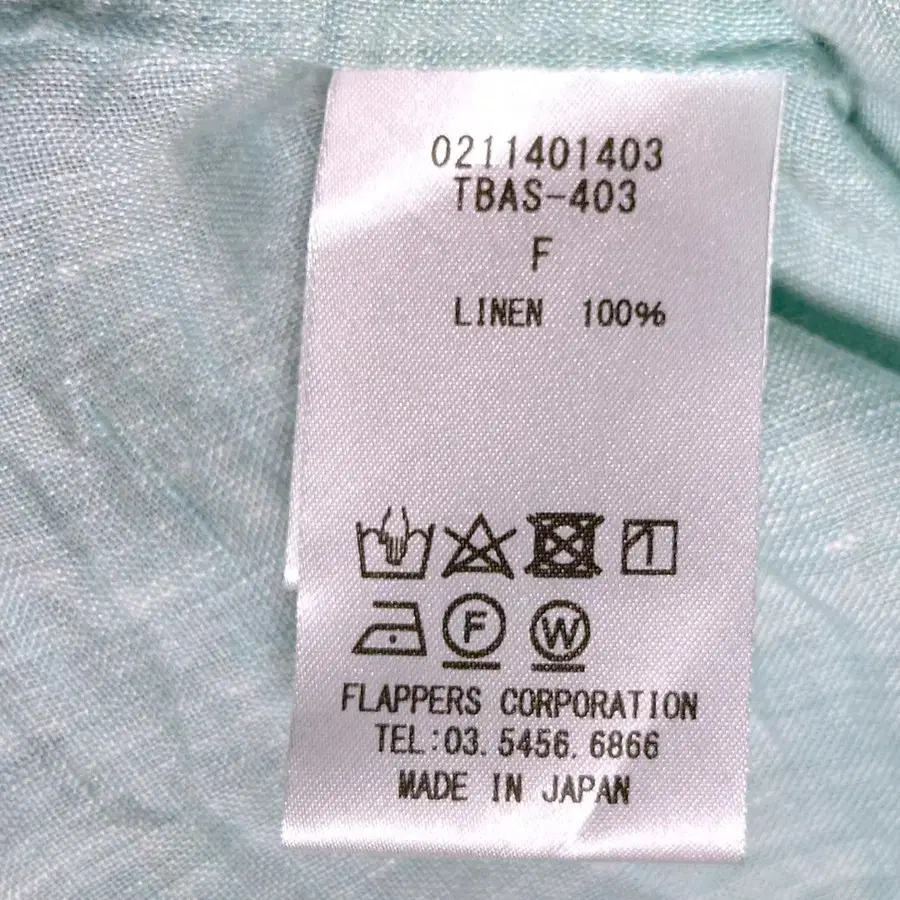 0211401403
TBAS-403
F
LINEN 100%
F W
FLAPPERS CORPORATION
TEL:03.5456.6866
MADE IN JAPAN